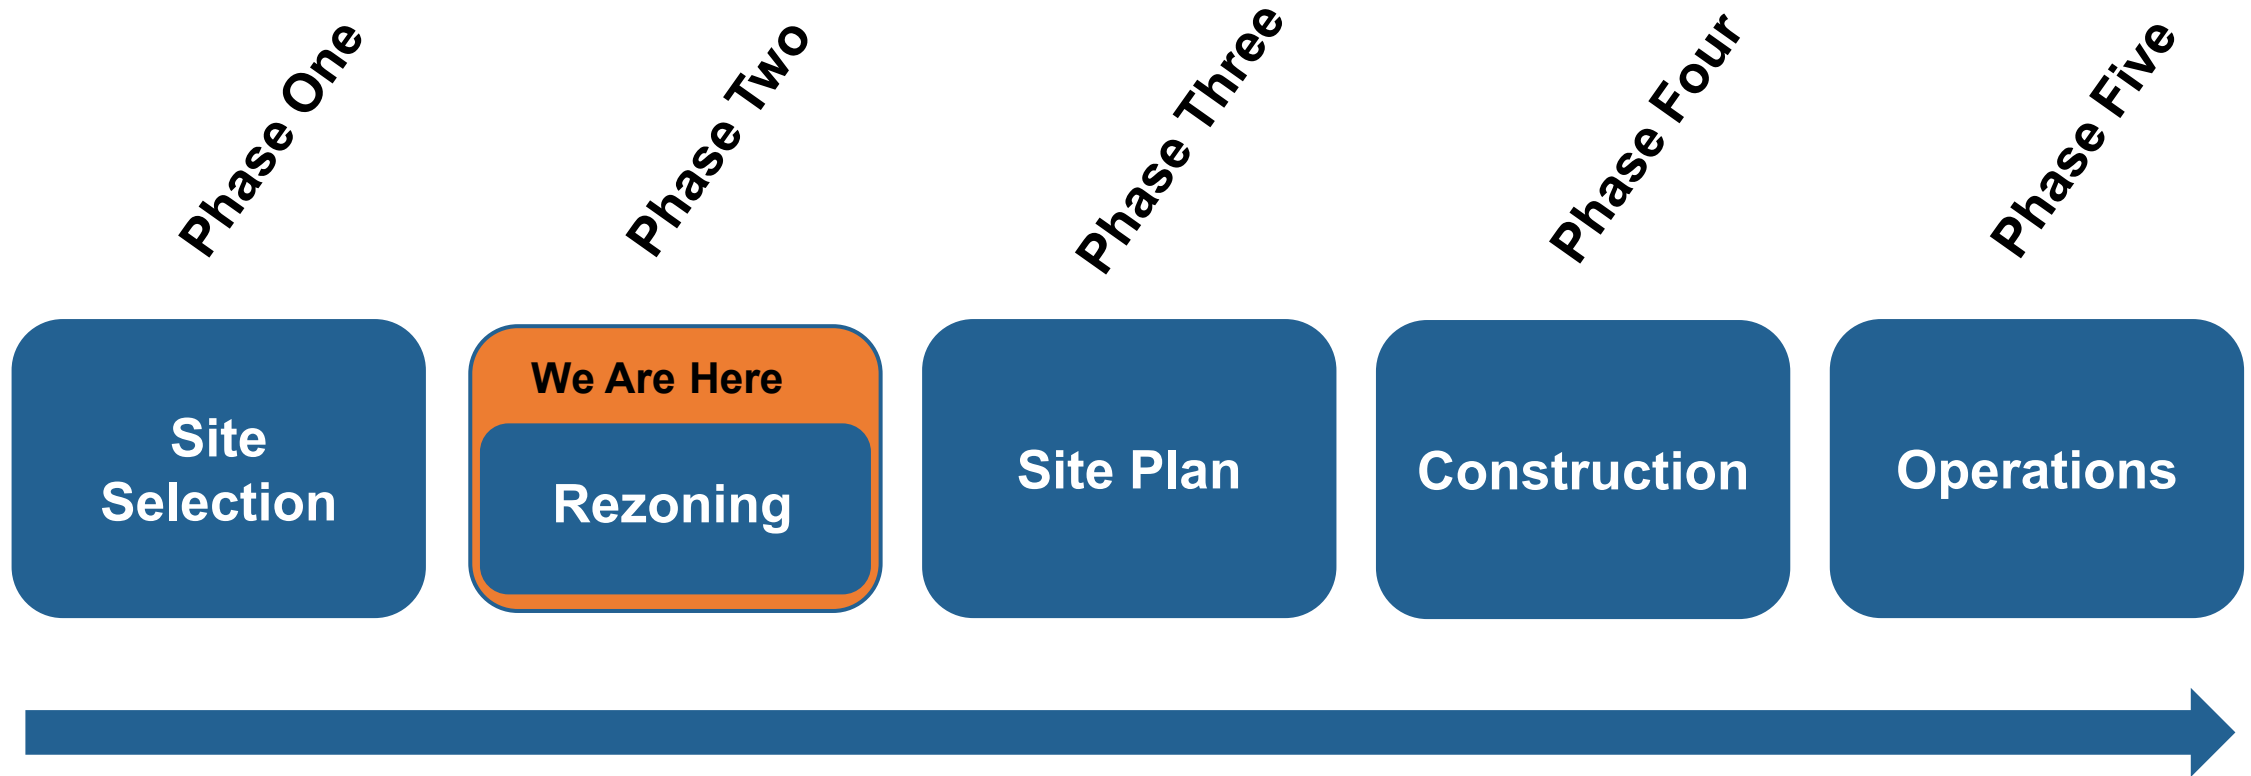 Phase One
Phase Two
Phase Three
Phase Four
Phase Five
Site
Selection
We Are Here
Rezoning
Site Plan
Construction
Operations